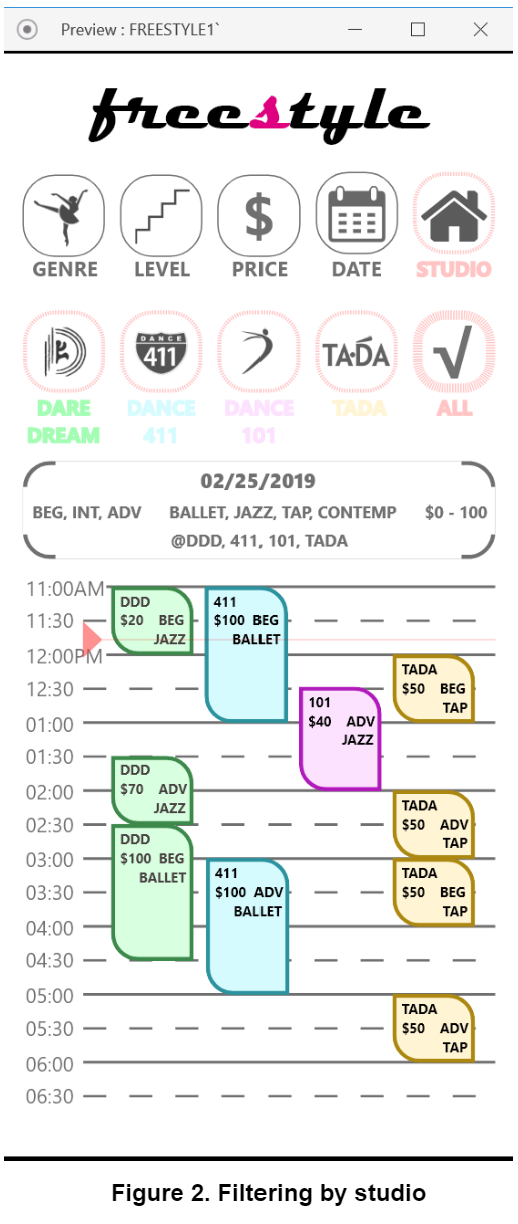 Preview : FREESTYLE1`
freestyle
GENRE LEVEL PRICE DATE STUDIO
DANCE
411
TADÁ
DARE DREAM
DANCE 411
DANCE 101
TADA
ALL
02/25/2019
BEG, INT, ADV BALLET, JAZZ, TAP, CONTEMP $0 - 100
@DDD, 411, 101, TADA
11:00AM
11:30
12:00PM
12:30
01:00
01:30
02:00
02:30
03:00
03:30
04:00
04:30
05:00
05:30
06:00
06:30
DDD
$20 BEG
JAZZ
DDD
$70 ADV
JAZZ
DDD
$100 BEG
BALLET
411
$100 BEG
BALLET
411
$100 ADV
BALLET
101
$40 ADV
JAZZ
TADA
$50 BEG
TAP
TADA
$50 ADV
TAP
TADA
$50 BEG
TAP
TADA
$50 ADV
TAP
Figure 2. Filtering by studio